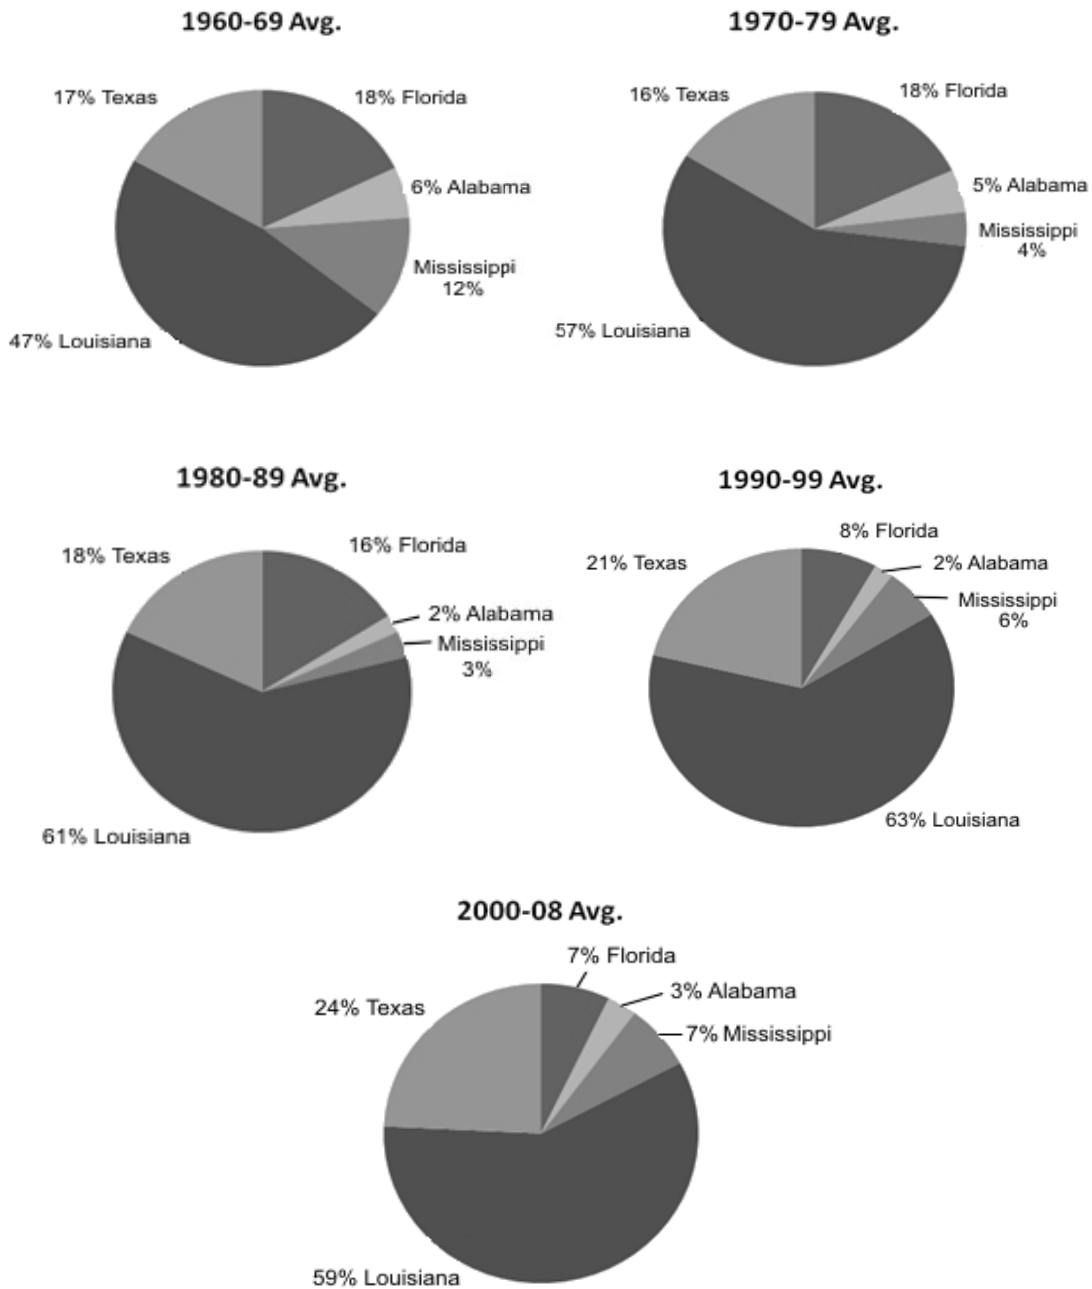 1960-69 Avg.
17% Texas
18% Florida
6% Alabama
Mississippi
12%
47% Louisiana
1970-79 Avg.
16% Texas
18% Florida
5% Alabama
Mississippi
4%
57% Louisiana
1980-89 Avg.
18% Texas
16% Florida
2% Alabama
Mississippi
3%
61% Louisiana
1990-99 Avg.
21% Texas
8% Florida
2% Alabama
Mississippi
6%
63% Louisiana
2000-08 Avg.
24% Texas
7% Florida
3% Alabama
7% Mississippi
59% Louisiana